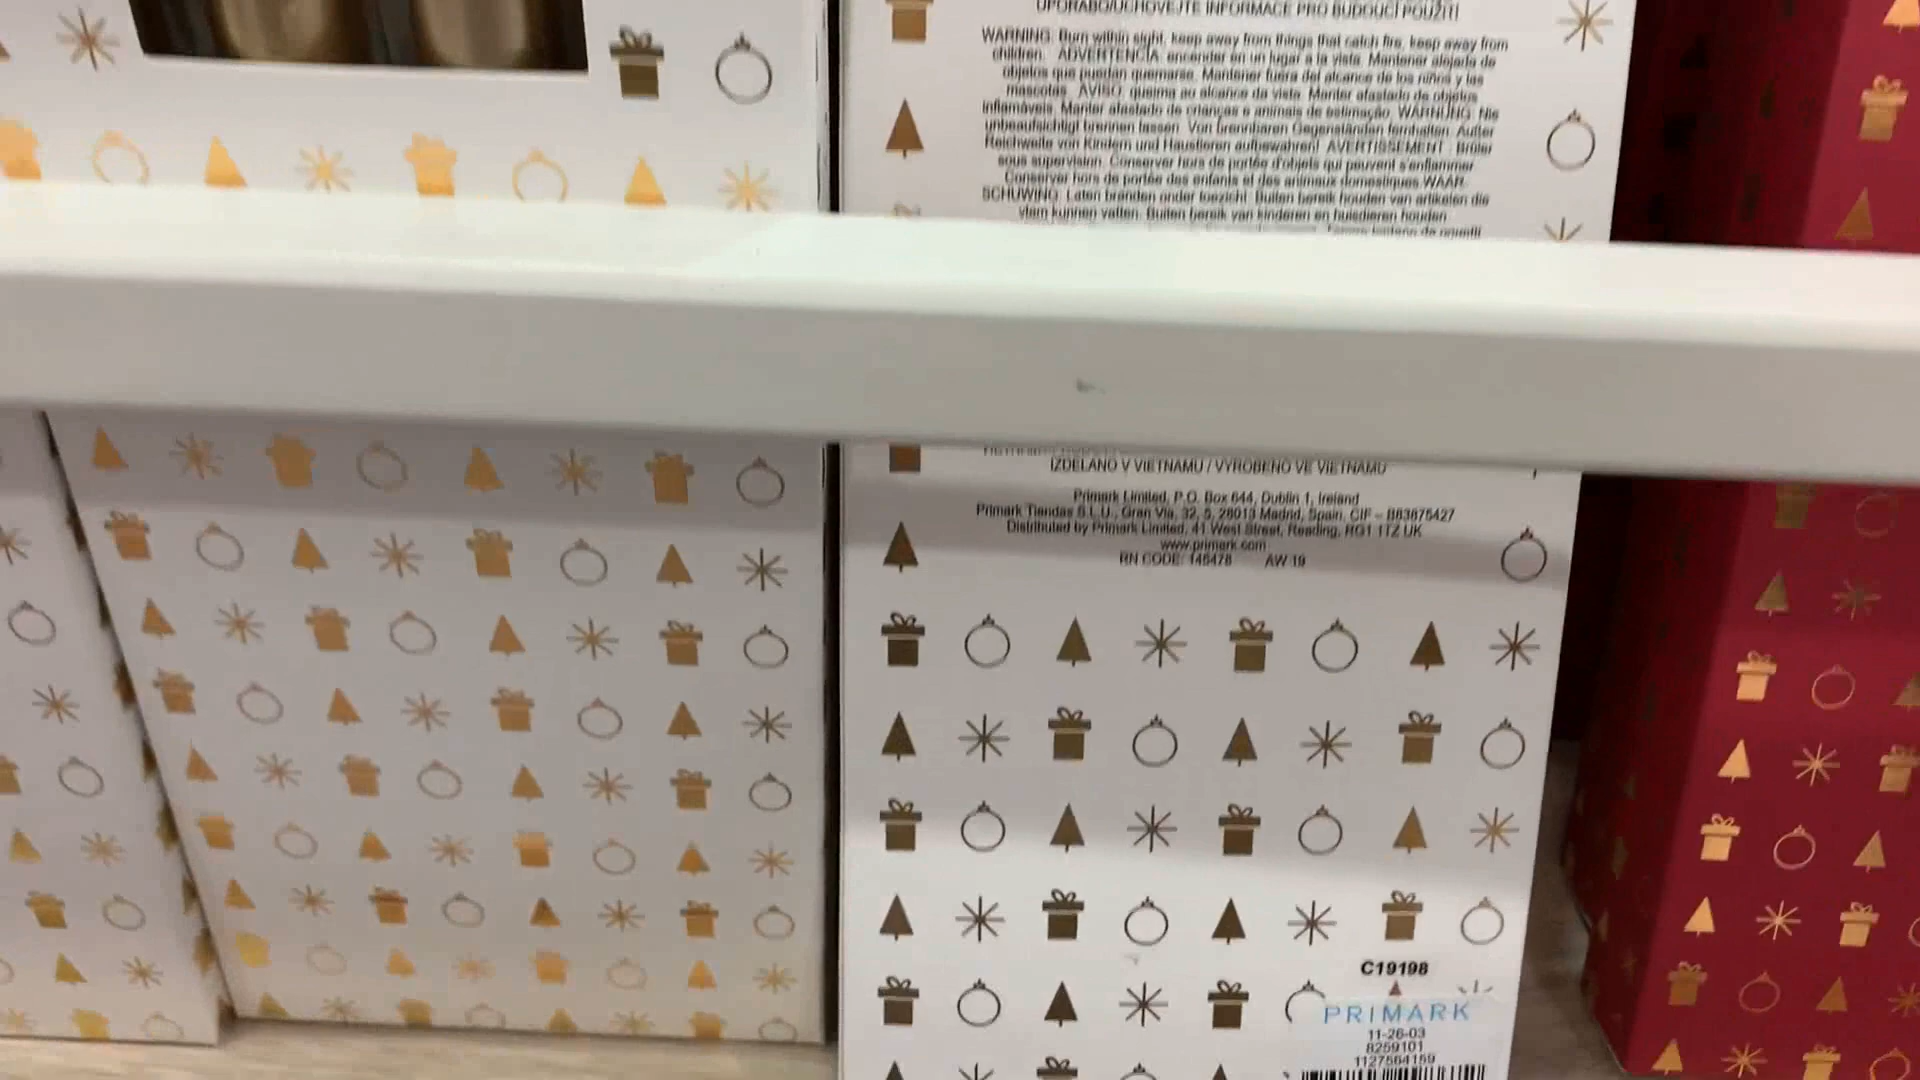 UPORABO/UCHOVEJTE INFORMACE PRO BUDOUCÍ POUŽITÍ
WARNING: Burn within sight, keep away from things that catch fire, keep away from
children. ADVERTENCIA: encender en un lugar a la vista. Mantener alejada de
objetos que puedan quemarse. Mantener fuera del alcance de los niños y las
mascotas. AVISO: queima ao alcance da vista. Manter afastado de objetos
inflamáveis. Manter afastado de crianças e animais de estimação. WARNUNG: Nie
unbeaufsichtigt brennen lassen. Von brennbaren Gegenständen fernhalten. Außer
Reichweite von Kindern und Haustieren aufbewahren! AVERTISSEMENT: Brûler
sous supervision. Conserver hors de portée d'objets qui peuvent s'enflammer.
Conserver hors de portée des enfants et des animaux domestiques WAAR-
SCHUWING: Laten branden onder toezicht. Buiten bereik houden van artikelen die
vlam kunnen vatten. Buiten bereik van kinderen en huisdieren houden.
IZDELANO V VIETNAMU / VYROBENO VE VIETNAMU
Primark Limited, P.O. Box 644, Dublin 1, Ireland
Primark Tiendas S.L.U., Gran Via, 32, 5, 28013 Madrid, Spain. CIF – B83875427
Distributed by Primark Limited, 41 West Street, Reading, RG1 1TZ UK
www.primark.com
RN CODE: 145478 AW 19
C19198
PRIMARK
11-26-03
8259101
1127564159